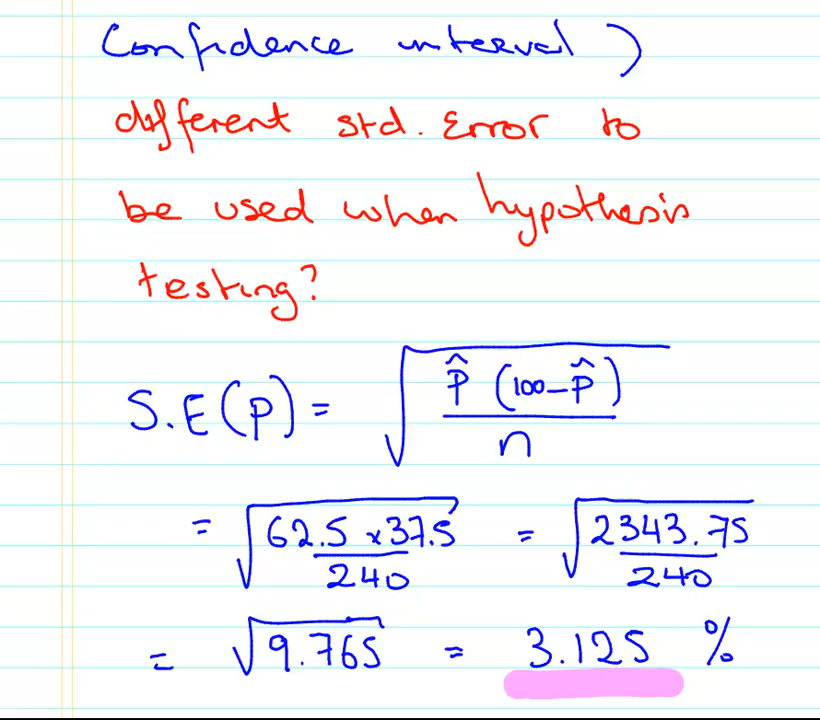 Confidence interval)
different std. Error to
be used when hypothesis
testing?
S.E(P) = √(p̂ (100-p̂) / n)
= √(62.5 x 37.5 / 240) = √(2343.75 / 240)
= √9.765 = 3.125 %